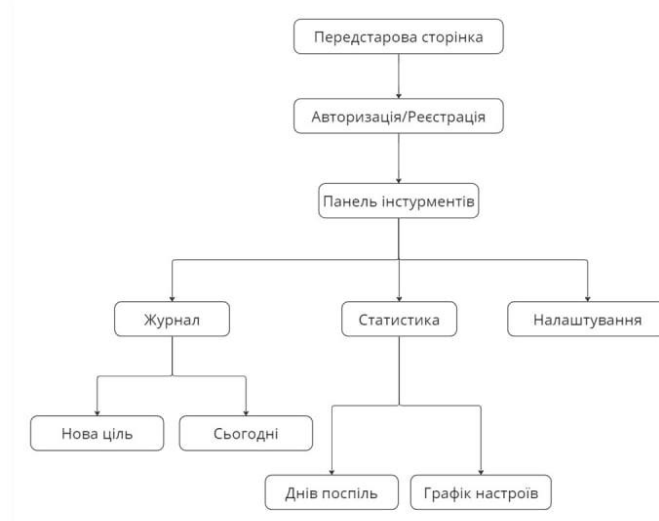 Передстарова сторінка
Авторизація/Реєстрація
Панель інстурментів
Журнал
Статистика
Налаштування
Нова ціль
Сьогодні
Днів поспіль
Графік настроїв